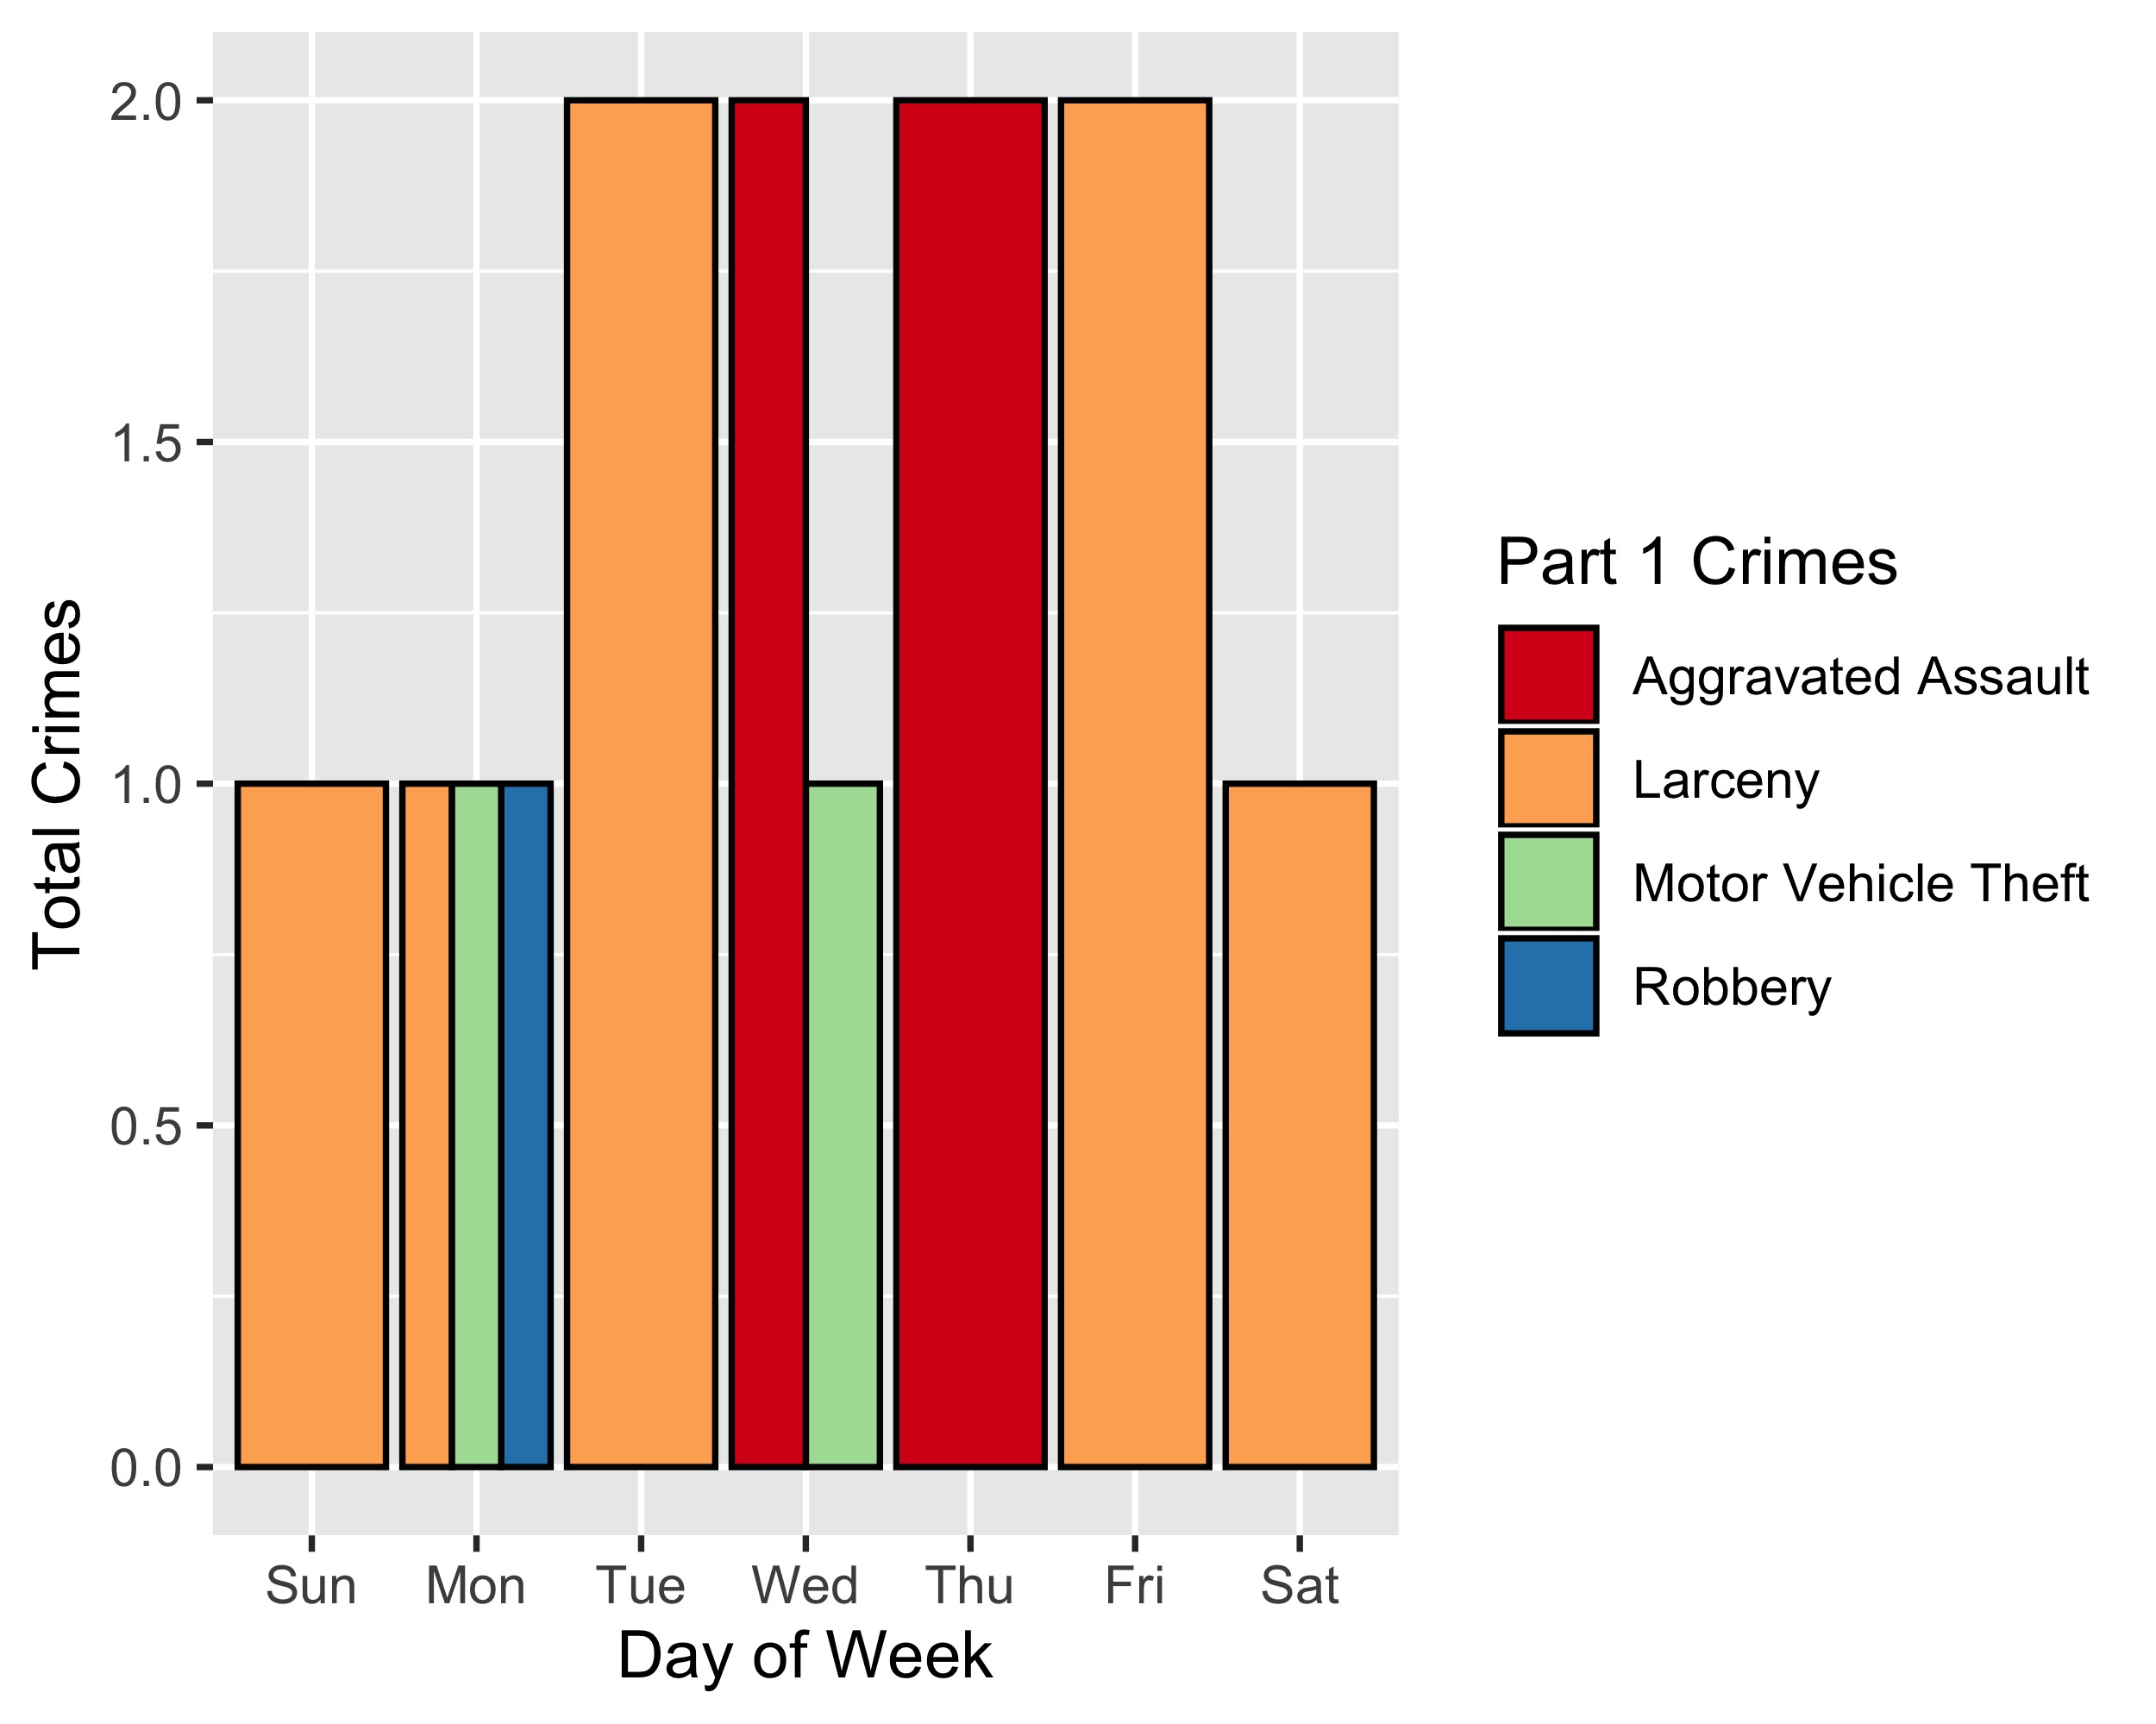 2.0
1.5
1.0
0.5
0.0
Total Crimes
Sun Mon Tue Wed Thu Fri Sat
Day of Week
Part 1 Crimes
Aggravated Assault
Larceny
Motor Vehicle Theft
Robbery